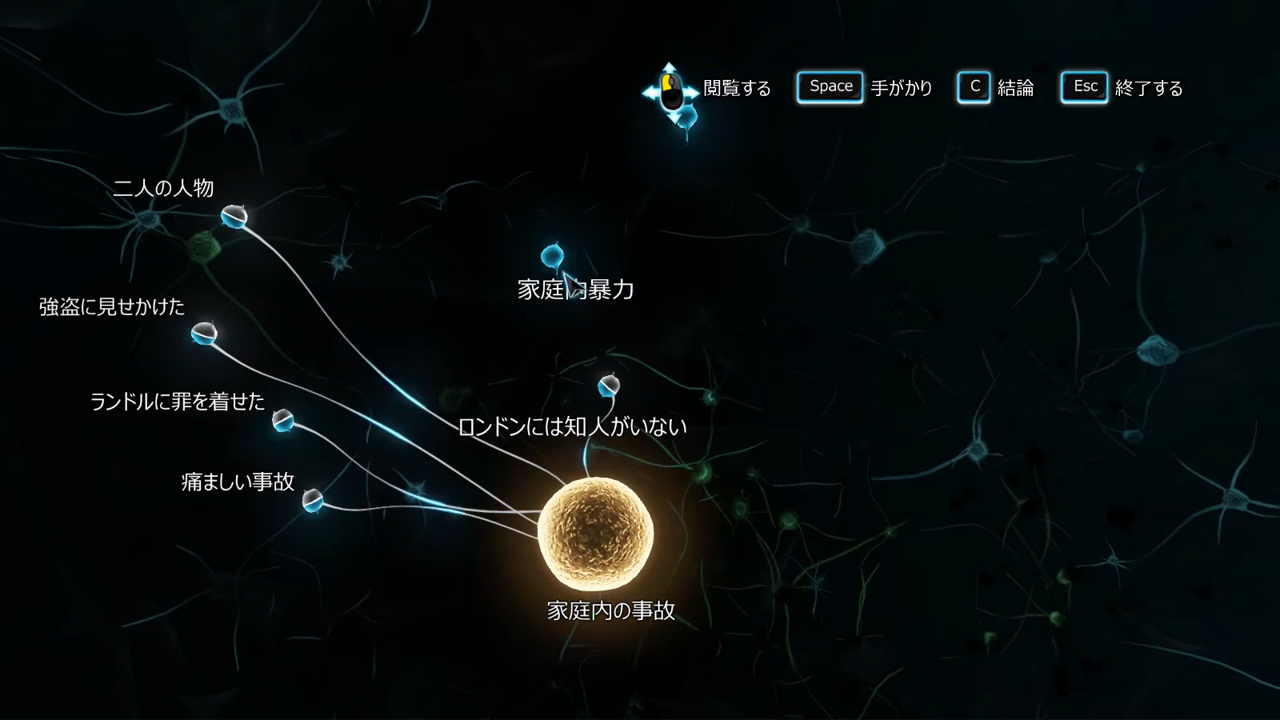 閲覧する Space 手がかり C 結論 Esc 終了する
二人の人物
家庭内暴力
強盗に見せかけた
ランドルに罪を着せた
ロンドンには知人がいない
痛ましい事故
家庭内の事故